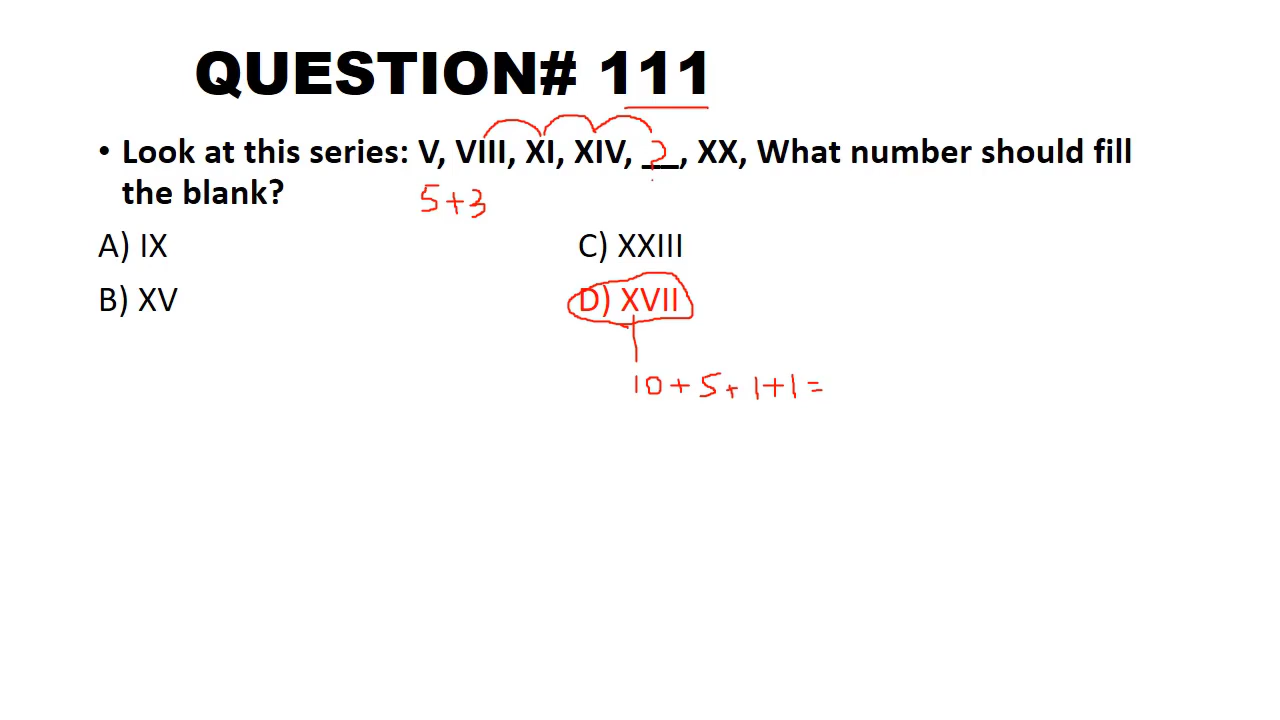 QUESTION# 111
• Look at this series: V, VIII, XI, XIV, __, XX, What number should fill
?
the blank?
5+3
A) IX
C) XXIII
B) XV
D) XVII
10+5+1+1=